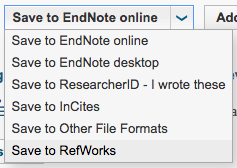 Save to EndNote online
Save to EndNote online
Save to EndNote desktop
Save to ResearcherID - I wrote these
Save to InCites
Save to Other File Formats
Save to RefWorks